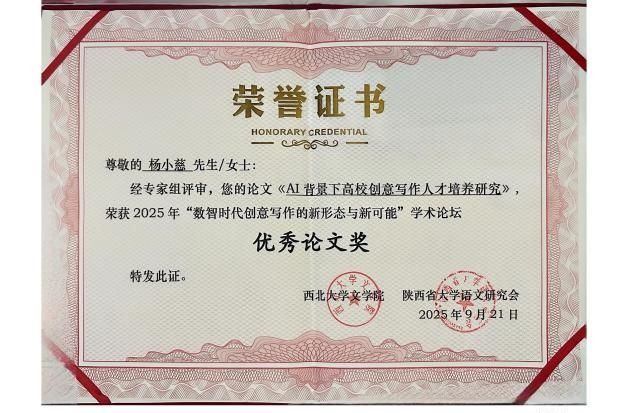 荣誉证书
HONORARY CREDENTIAL
尊敬的 杨小慈 先生/女士：
经专家组评审，您的论文《AI背景下高校创意写作人才培养研究》，
荣获2025年“数智时代创意写作的新形态与新可能”学术论坛
优秀论文奖
特发此证。
西北大学文学院 陕西省大学语文研究会
2025年9月21日